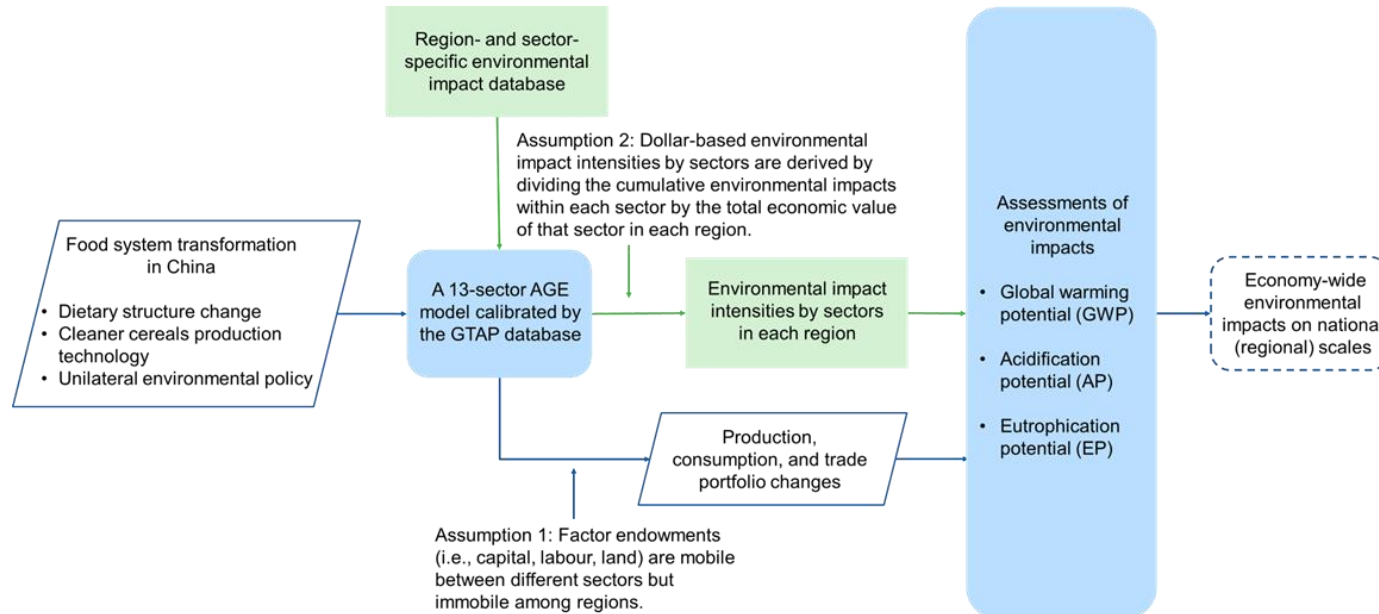 Region- and sector-
specific environmental
impact database
Assumption 2: Dollar-based environmental
impact intensities by sectors are derived by
dividing the cumulative environmental impacts
within each sector by the total economic value
of that sector in each region.
Food system transformation
in China
• Dietary structure change
• Cleaner cereals production
technology
• Unilateral environmental policy
A 13-sector AGE
model calibrated by
the GTAP database
Environmental impact
intensities by sectors
in each region
Production,
consumption, and trade
portfolio changes
Assumption 1: Factor endowments
(i.e., capital, labour, land) are mobile
between different sectors but
immobile among regions.
Assessments of
environmental
impacts
• Global warming
potential (GWP)
• Acidification
potential (AP)
• Eutrophication
potential (EP)
Economy-wide
environmental
impacts on national
(regional) scales